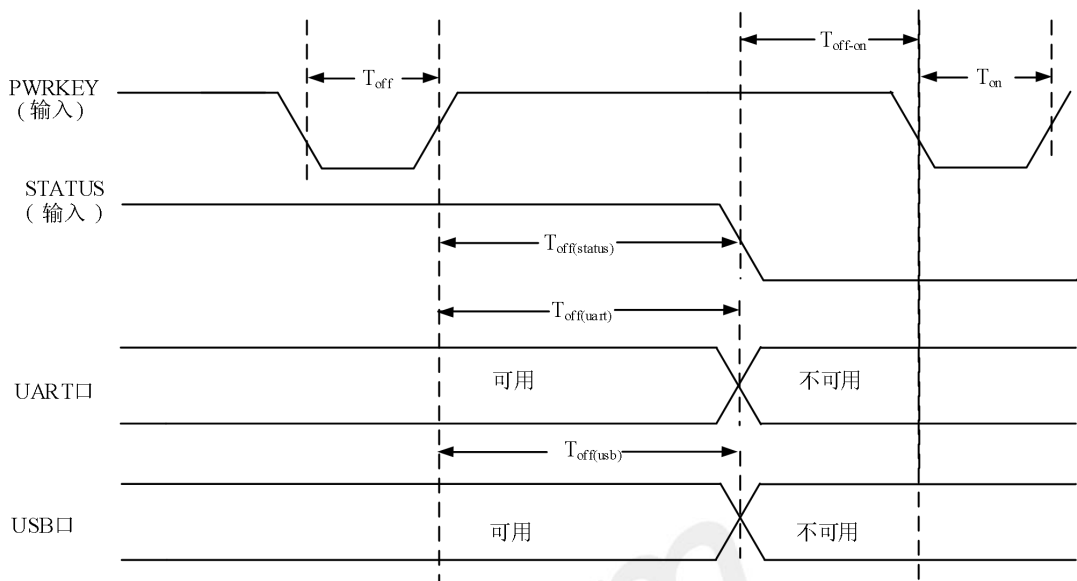 Toff-on
Toff
Ton
PWRKEY
(输入)
STATUS
( 输入 )
Toff(status)
Toff(uart)
UART口
可用
不可用
Toff(usb)
USB口
可用
不可用